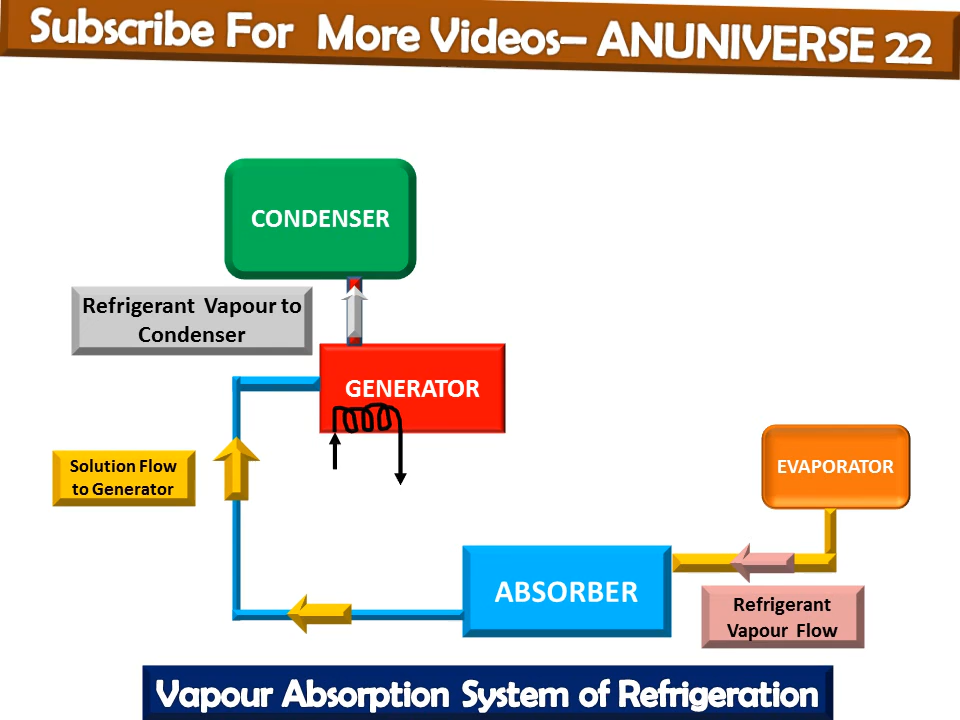 Subscribe For More Videos– ANUNIVERSE 22
CONDENSER
Refrigerant Vapour to
Condenser
GENERATOR
Solution Flow
to Generator
EVAPORATOR
ABSORBER
Refrigerant
Vapour Flow
Vapour Absorption System of Refrigeration